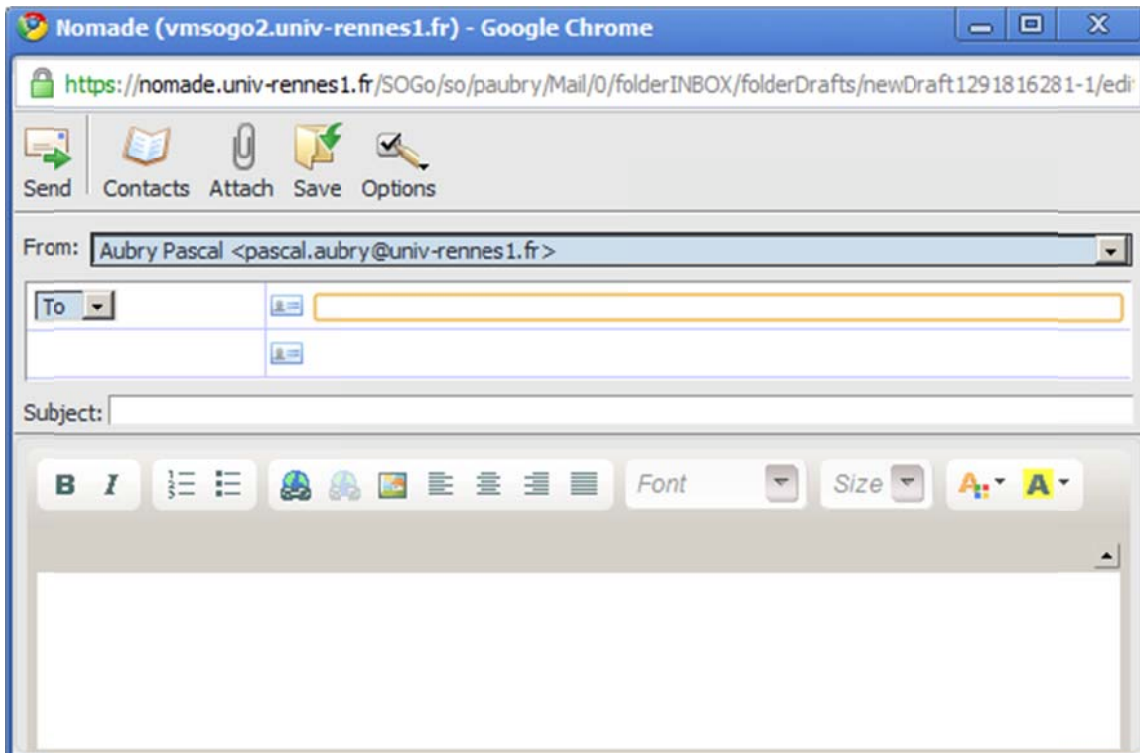 Nomade (vmsogo2.univ-rennes1.fr) - Google Chrome
https://nomade.univ-rennes1.fr/SOGo/so/paubry/Mail/0/folderINBOX/folderDrafts/newDraft1291816281-1/edi
Send Contacts Attach Save Options
From: Aubry Pascal <pascal.aubry@univ-rennes1.fr>
To
Subject:
B I Font Size A A